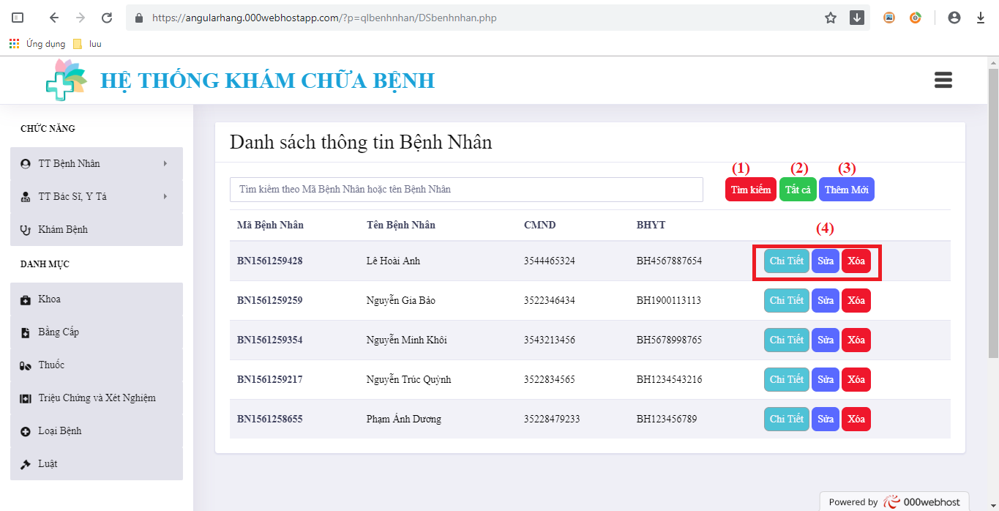 https://angularhang.000webhostapp.com/?p=qlbenhnhan/DSbenhnhan.php
Ứng dụng luu
HỆ THỐNG KHÁM CHỮA BỆNH
CHỨC NĂNG
TT Bệnh Nhân
TT Bác Sĩ, Y Tá
Khám Bệnh
DANH MỤC
Khoa
Bằng Cấp
Thuốc
Triệu Chứng và Xét Nghiệm
Loại Bệnh
Luật
Danh sách thông tin Bệnh Nhân
(1) (2) (3)
Tìm kiếm theo Mã Bệnh Nhân hoặc tên Bệnh Nhân Tìm kiếm Tất cả Thêm Mới
Mã Bệnh Nhân Tên Bệnh Nhân CMND BHYT (4)
BN1561259428 Lê Hoài Anh 3544465324 BH4567887654 Chi Tiết Sửa Xóa
BN1561259259 Nguyễn Gia Bảo 3522346434 BH1900113113 Chi Tiết Sửa Xóa
BN1561259354 Nguyễn Minh Khôi 3543213456 BH5678998765 Chi Tiết Sửa Xóa
BN1561259217 Nguyễn Trúc Quỳnh 3522834565 BH1234543216 Chi Tiết Sửa Xóa
BN1561258655 Phạm Ánh Dương 35228479233 BH123456789 Chi Tiết Sửa Xóa
Powered by 000webhost